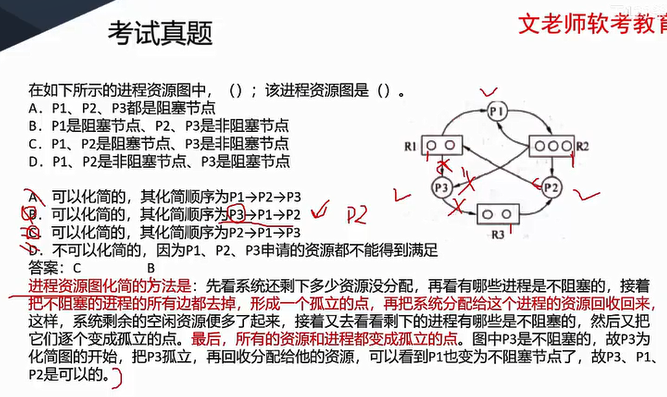 考试真题
文老师软考教育
在如下所示的进程资源图中，（）；该进程资源图是（）。
A．P1、P2、P3都是阻塞节点
B．P1是阻塞节点、P2、P3是非阻塞节点
C．P1、P2是阻塞节点、P3是非阻塞节点
D．P1、P2是非阻塞节点、P3是阻塞节点
P1
R1
R2
P3
P2
R3
A．可以化简的，其化简顺序为P1→P2→P3
B．可以化简的，其化简顺序为P3→P1→P2
P2
C．可以化简的，其化简顺序为P2→P1→P3
D．不可以化简的，因为P1、P2、P3申请的资源都不能得到满足
答案：C B
进程资源图化简的方法是：先看系统还剩下多少资源没分配，再看有哪些进程是不阻塞的，接着
把不阻塞的进程的所有边都去掉，形成一个孤立的点，再把系统分配给这个进程的资源回收回来，
这样，系统剩余的空闲资源便多了起来，接着又去看看剩下的进程有哪些是不阻塞的，然后又把
它们逐个变成孤立的点。最后，所有的资源和进程都变成孤立的点。图中P3是不阻塞的，故P3为
化简图的开始，把P3孤立，再回收分配给他的资源，可以看到P1也变为不阻塞节点了，故P3、P1、
P2是可以的。